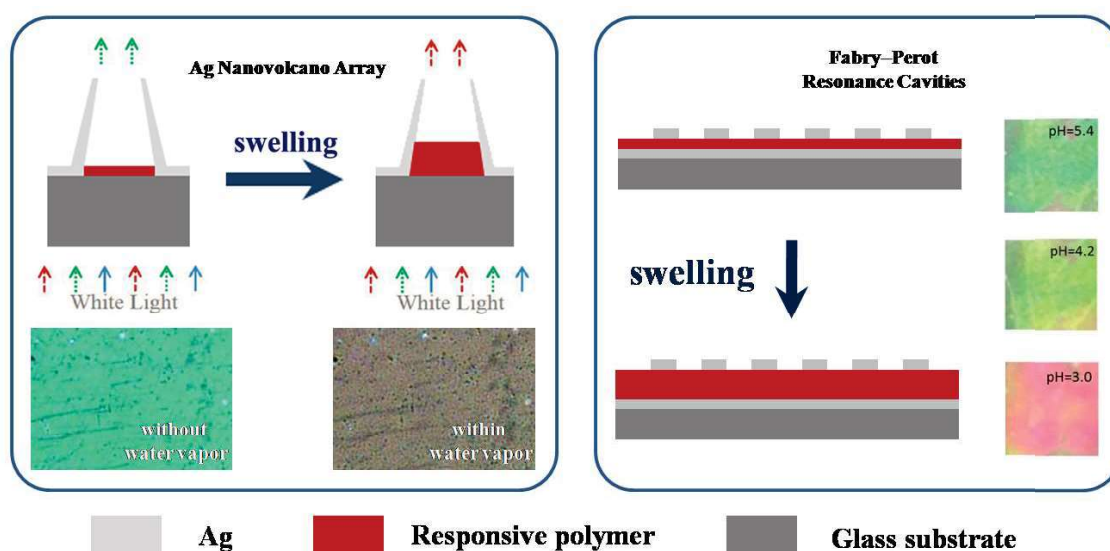 Ag Nanovolcano Array
swelling
White Light
White Light
without
water vapor
within
water vapor
Fabry–Perot
Resonance Cavities
pH=5.4
swelling
pH=4.2
pH=3.0
Ag
Responsive polymer
Glass substrate